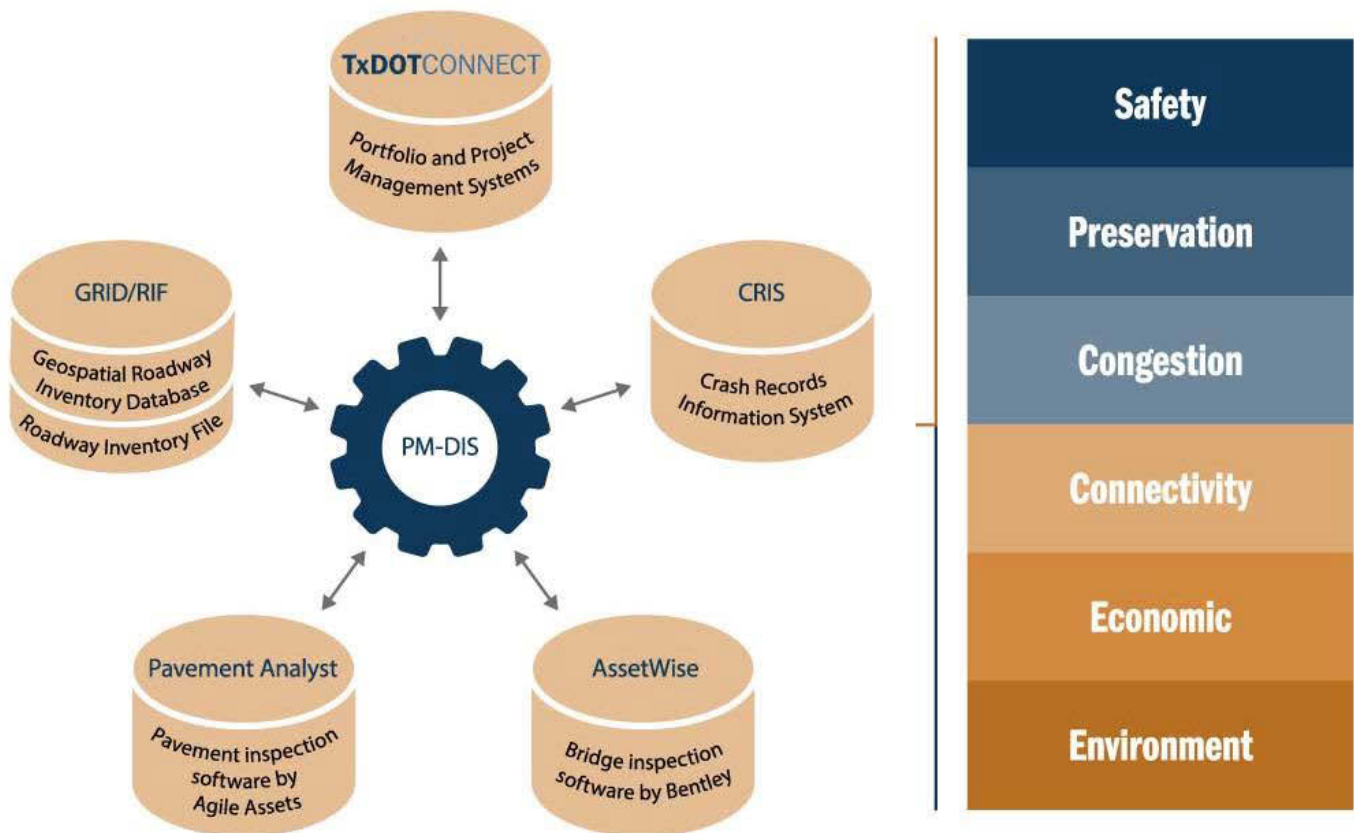 TxDOTCONNECT
Portfolio and Project
Management Systems
GRID/RIF
Geospatial Roadway
Inventory Database
Roadway Inventory File
CRIS
Crash Records
Information System
PM-DIS
Pavement Analyst
Pavement inspection
software by
Agile Assets
AssetWise
Bridge inspection
software by Bentley
Safety
Preservation
Congestion
Connectivity
Economic
Environment